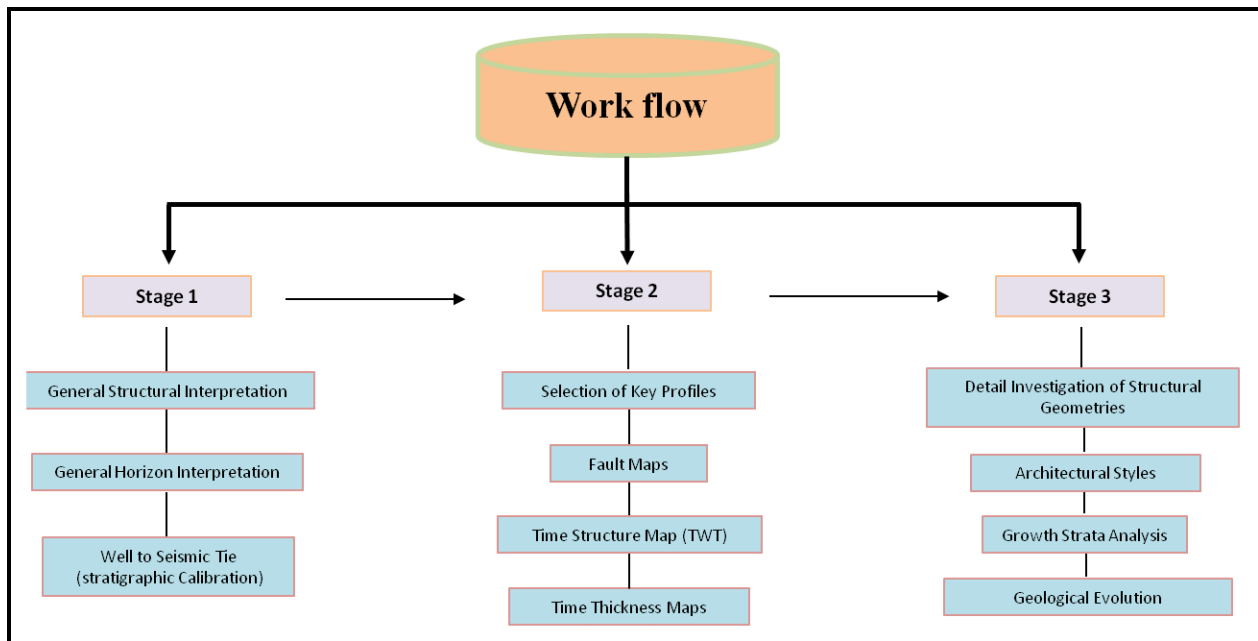 Work flow
Stage 1
General Structural Interpretation
General Horizon Interpretation
Well to Seismic Tie
(stratigraphic Calibration)
Stage 2
Selection of Key Profiles
Fault Maps
Time Structure Map (TWT)
Time Thickness Maps
Stage 3
Detail Investigation of Structural
Geometries
Architectural Styles
Growth Strata Analysis
Geological Evolution